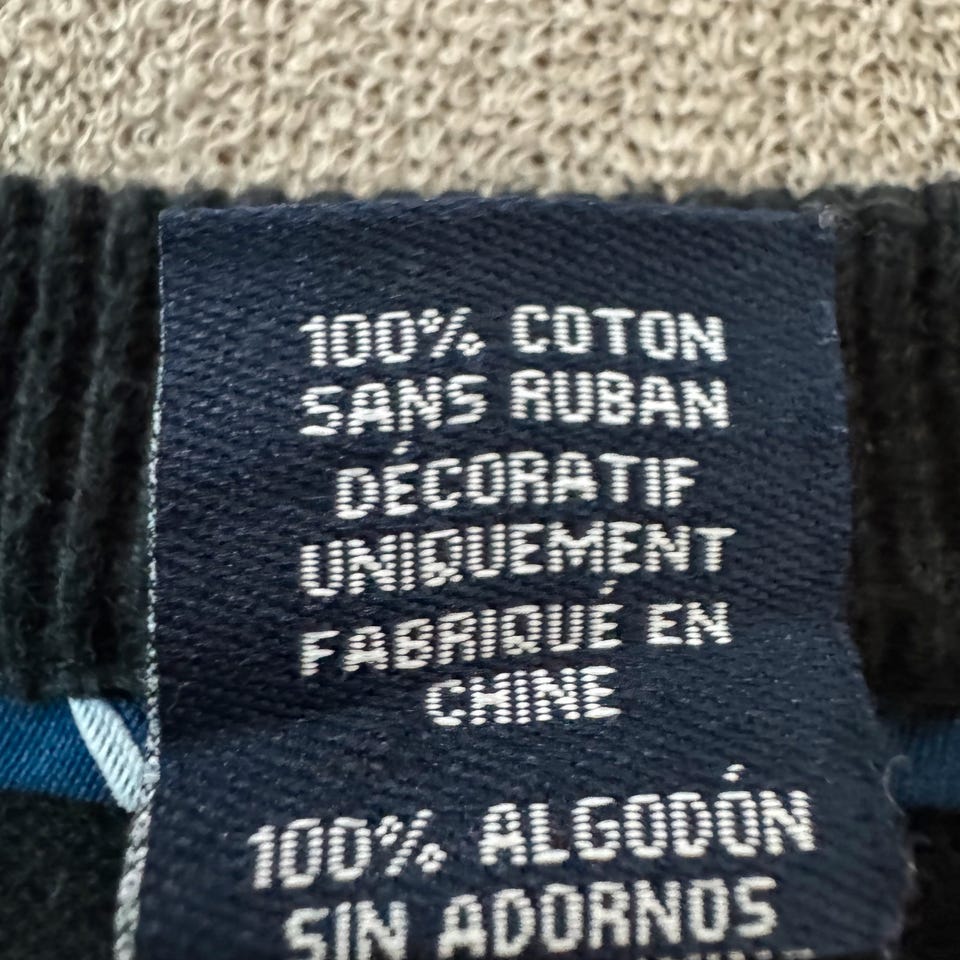 100% COTON
SANS RUBAN
DÉCORATIF
UNIQUEMENT
FABRIQUÉ EN
CHINE
100% ALGODÓN
SIN ADORNOS